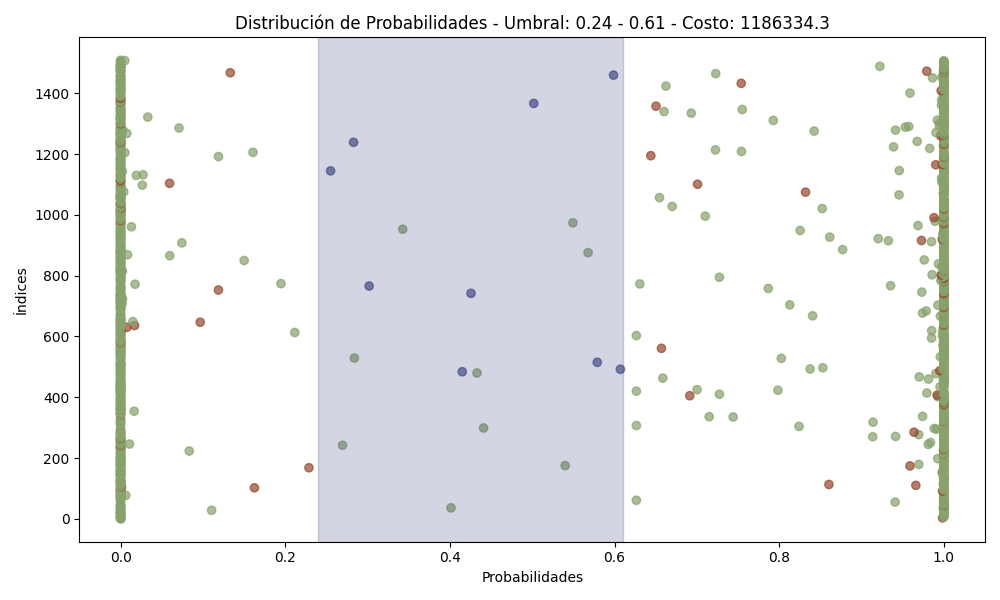 Distribución de Probabilidades - Umbral: 0.24 - 0.61 - Costo: 1186334.3
1400
1200
1000
800
600
400
200
0
Índices
0.0 0.2 0.4 0.6 0.8 1.0
Probabilidades